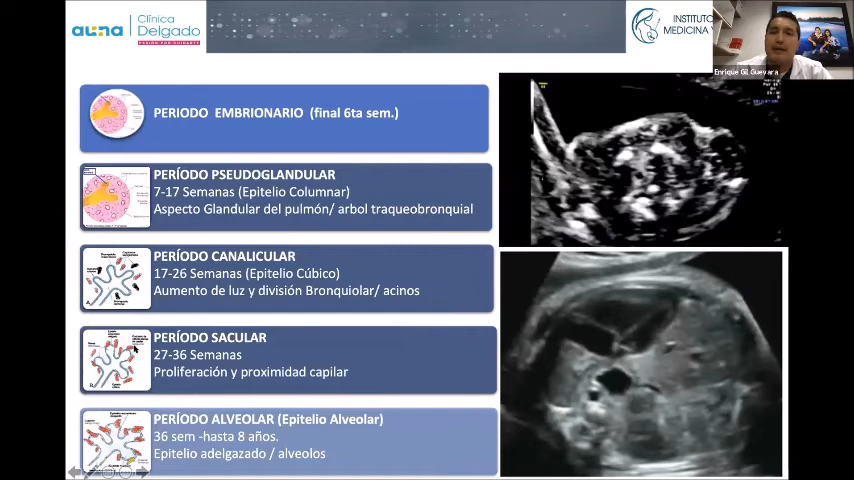 auna
Clínica
Delgado
PASIÓN POR CUIDARTE
INSTITUTO
MEDICINA Y
Enrique Gil Guevara
PERIODO EMBRIONARIO (final 6ta sem.)
PERÍODO PSEUDOGLANDULAR
7-17 Semanas (Epitelio Columnar)
Aspecto Glandular del pulmón/ arbol traqueobronquial
PERÍODO CANALICULAR
17-26 Semanas (Epitelio Cúbico)
Aumento de luz y división Bronquiolar/ acinos
PERÍODO SACULAR
27-36 Semanas
Proliferación y proximidad capilar
PERÍODO ALVEOLAR (Epitelio Alveolar)
36 sem -hasta 8 años.
Epitelio adelgazado / alveolos